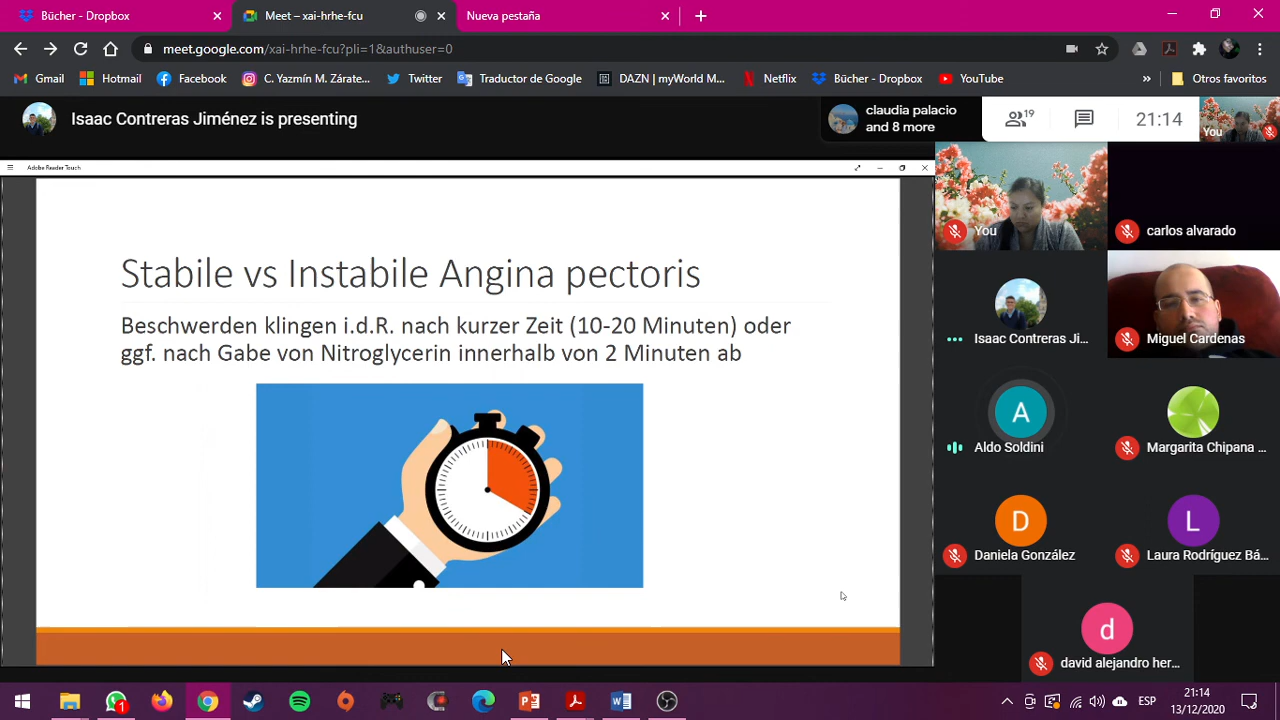 Bücher - Dropbox
Meet – xai-hrhe-fcu
Nueva pestaña
meet.google.com/xai-hrhe-fcu?pli=1&authuser=0
Gmail
Hotmail
Facebook
C. Yazmín M. Zárate...
Twitter
Traductor de Google
DAZN | myWorld M...
Netflix
Bücher - Dropbox
YouTube
»
Otros favoritos
Isaac Contreras Jiménez is presenting
claudia palacio
and 8 more
19
21:14
You
Adobe Reader Touch
Stabile vs Instabile Angina pectoris
Beschwerden klingen i.d.R. nach kurzer Zeit (10-20 Minuten) oder
ggf. nach Gabe von Nitroglycerin innerhalb von 2 Minuten ab
You
carlos alvarado
Isaac Contreras Ji...
Miguel Cardenas
A
Aldo Soldini
Margarita Chipana ...
D
Daniela González
L
Laura Rodríguez Bá...
d
david alejandro her...
1
ESP
21:14
13/12/2020